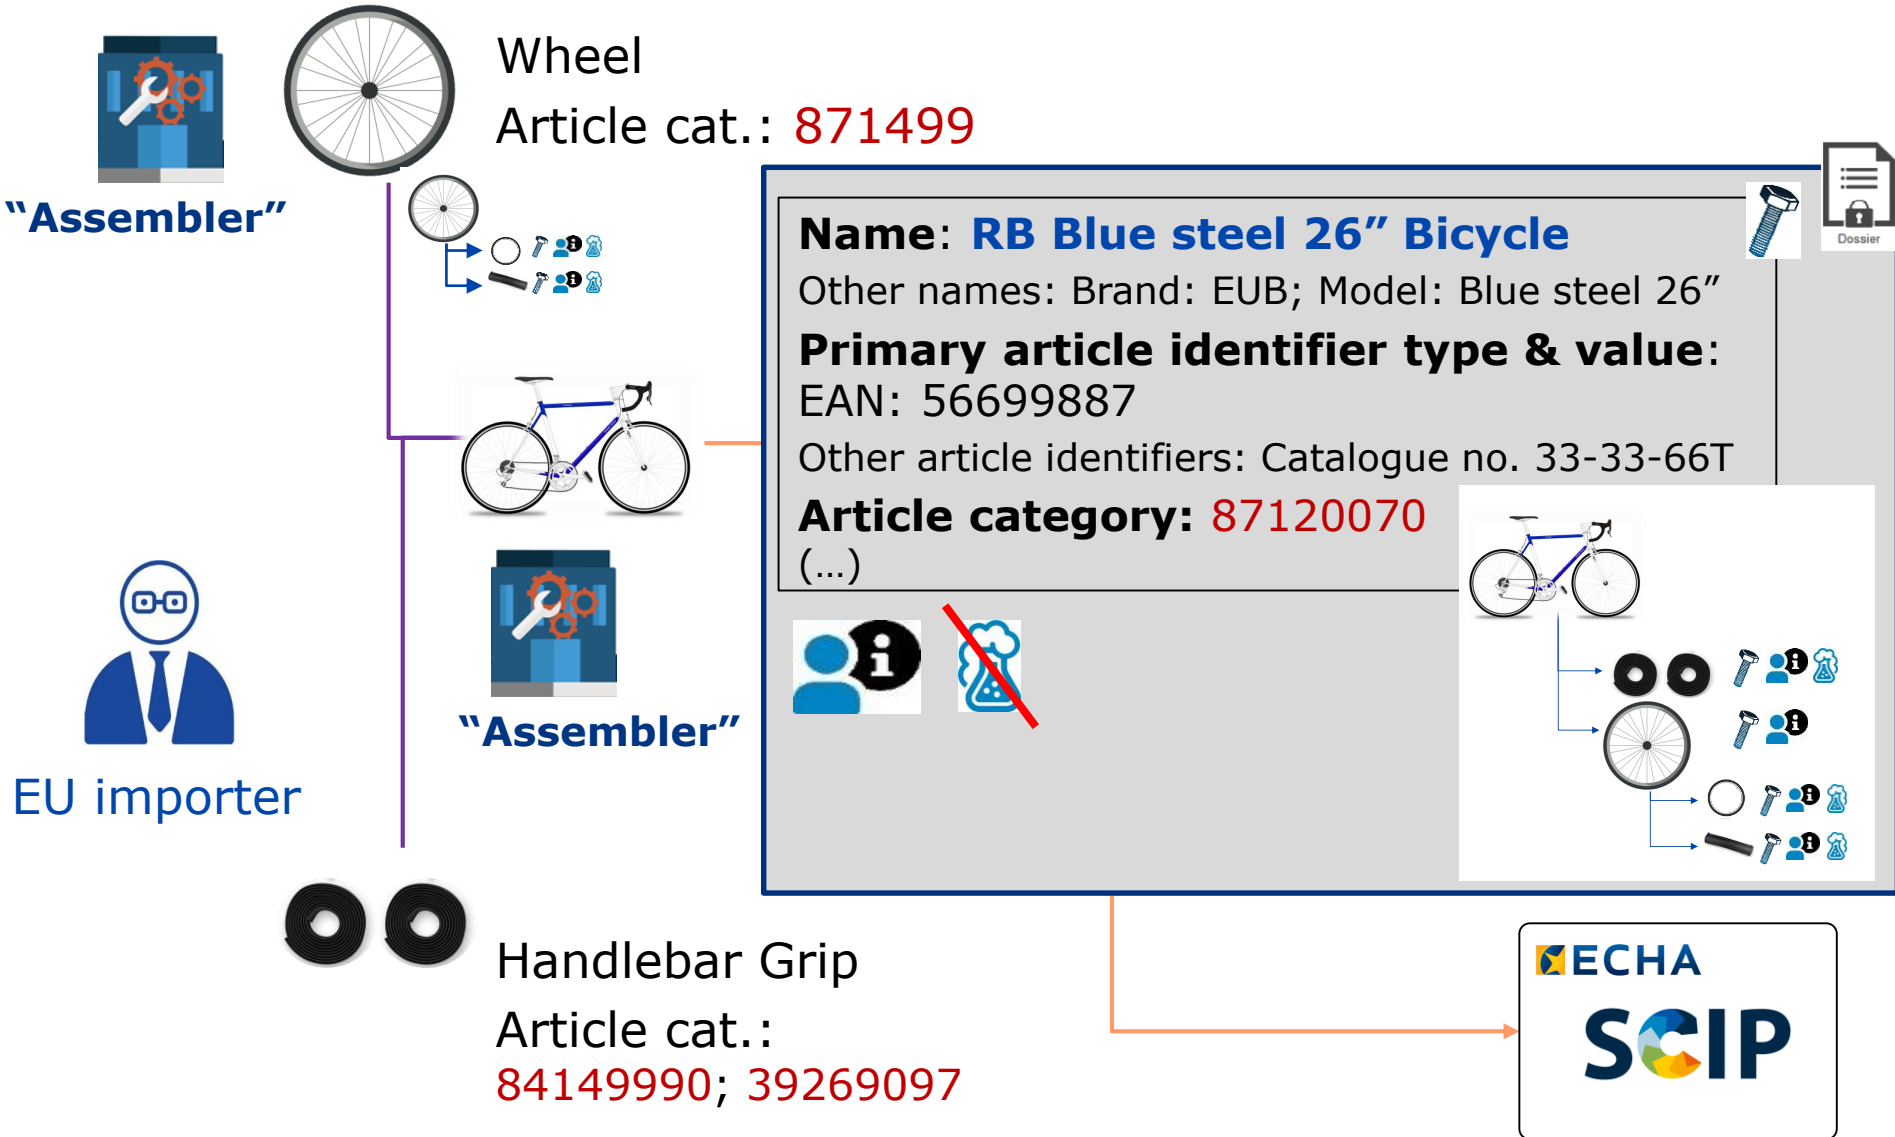 Wheel
Article cat.: 871499
“Assembler”
Dossier
Name: RB Blue steel 26” Bicycle
Other names: Brand: EUB; Model: Blue steel 26”
Primary article identifier type & value:
EAN: 56699887
Other article identifiers: Catalogue no. 33-33-66T
Article category: 87120070
(…)
“Assembler”
EU importer
Handlebar Grip
Article cat.:
84149990; 39269097
ECHA
SCIP